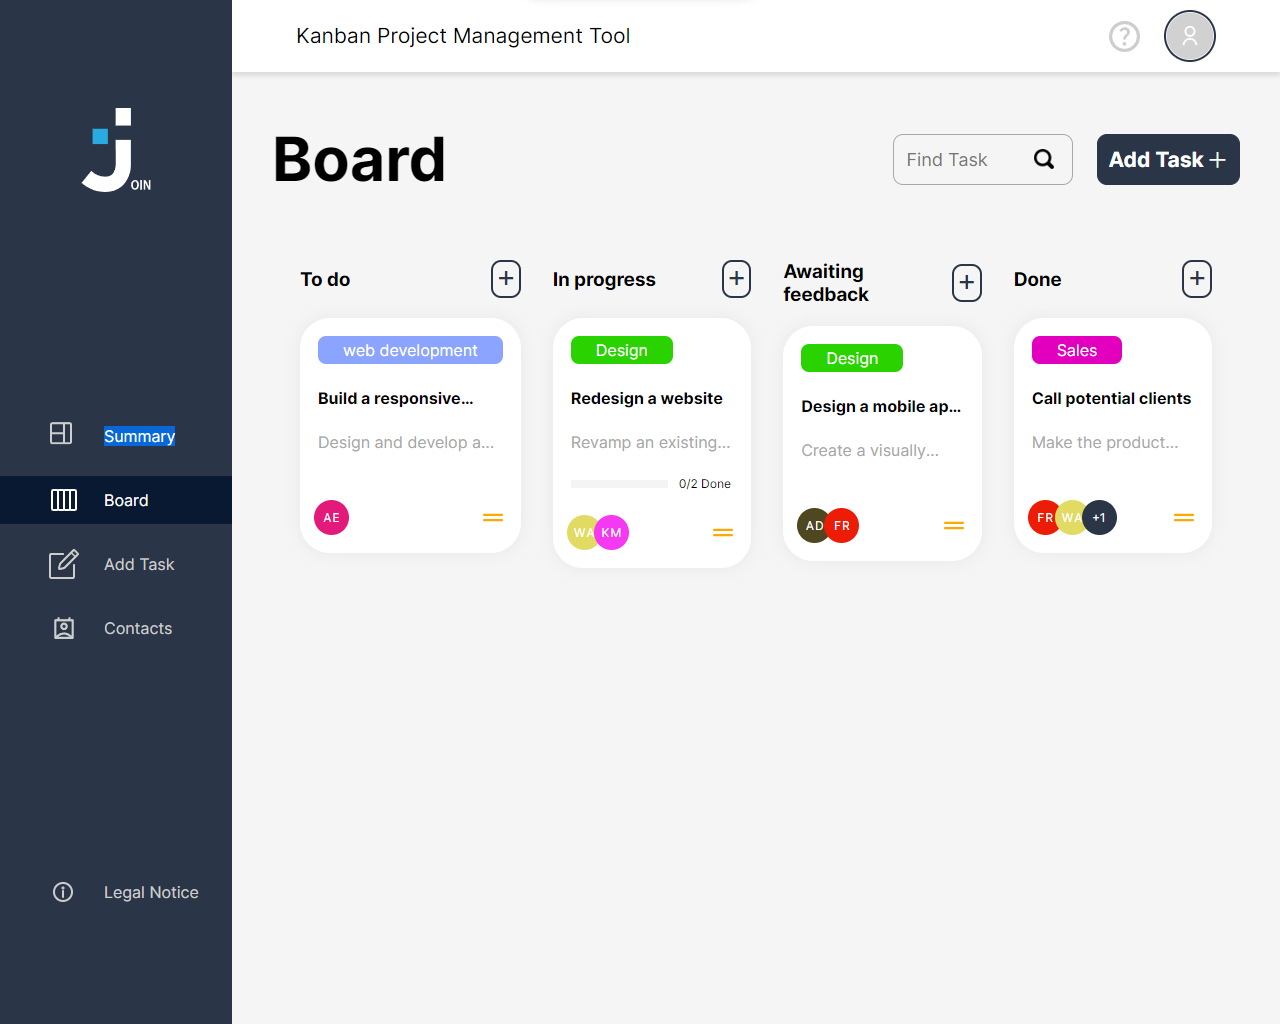 Kanban Project Management Tool
OIN
Summary
Board
Add Task
Contacts
Legal Notice
Board
Find Task
Add Task
To do
web development
Build a responsive...
Design and develop a...
AE
In progress
Design
Redesign a website
Revamp an existing...
0/2 Done
WA
KM
Awaiting
feedback
Design
Design a mobile ap...
Create a visually...
AD
FR
Done
Sales
Call potential clients
Make the product...
FR
WA
+1